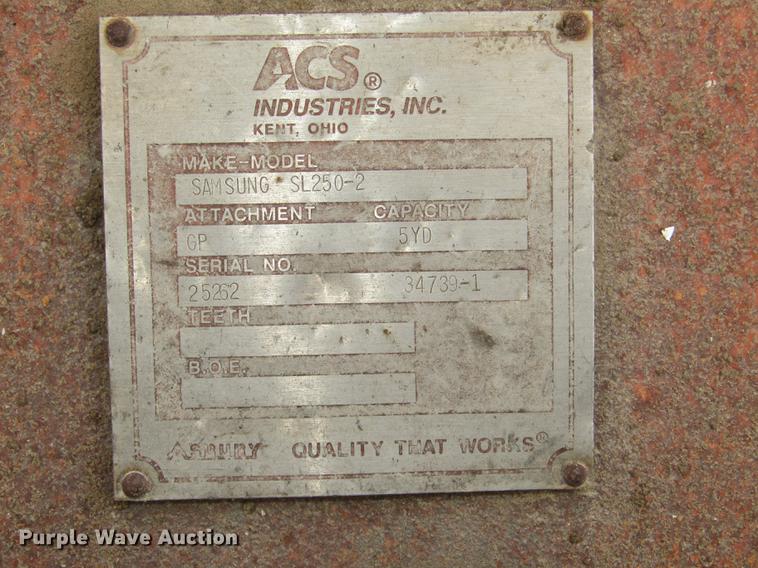 ACS®
INDUSTRIES, INC.
KENT, OHIO
MAKE-MODEL
SAMSUNG SL250-2
ATTACHMENT CAPACITY
GP 5YD
SERIAL NO.
25262 34739-1
TEETH
B.O.E.
QUALITY THAT WORKS®
Purple Wave Auction